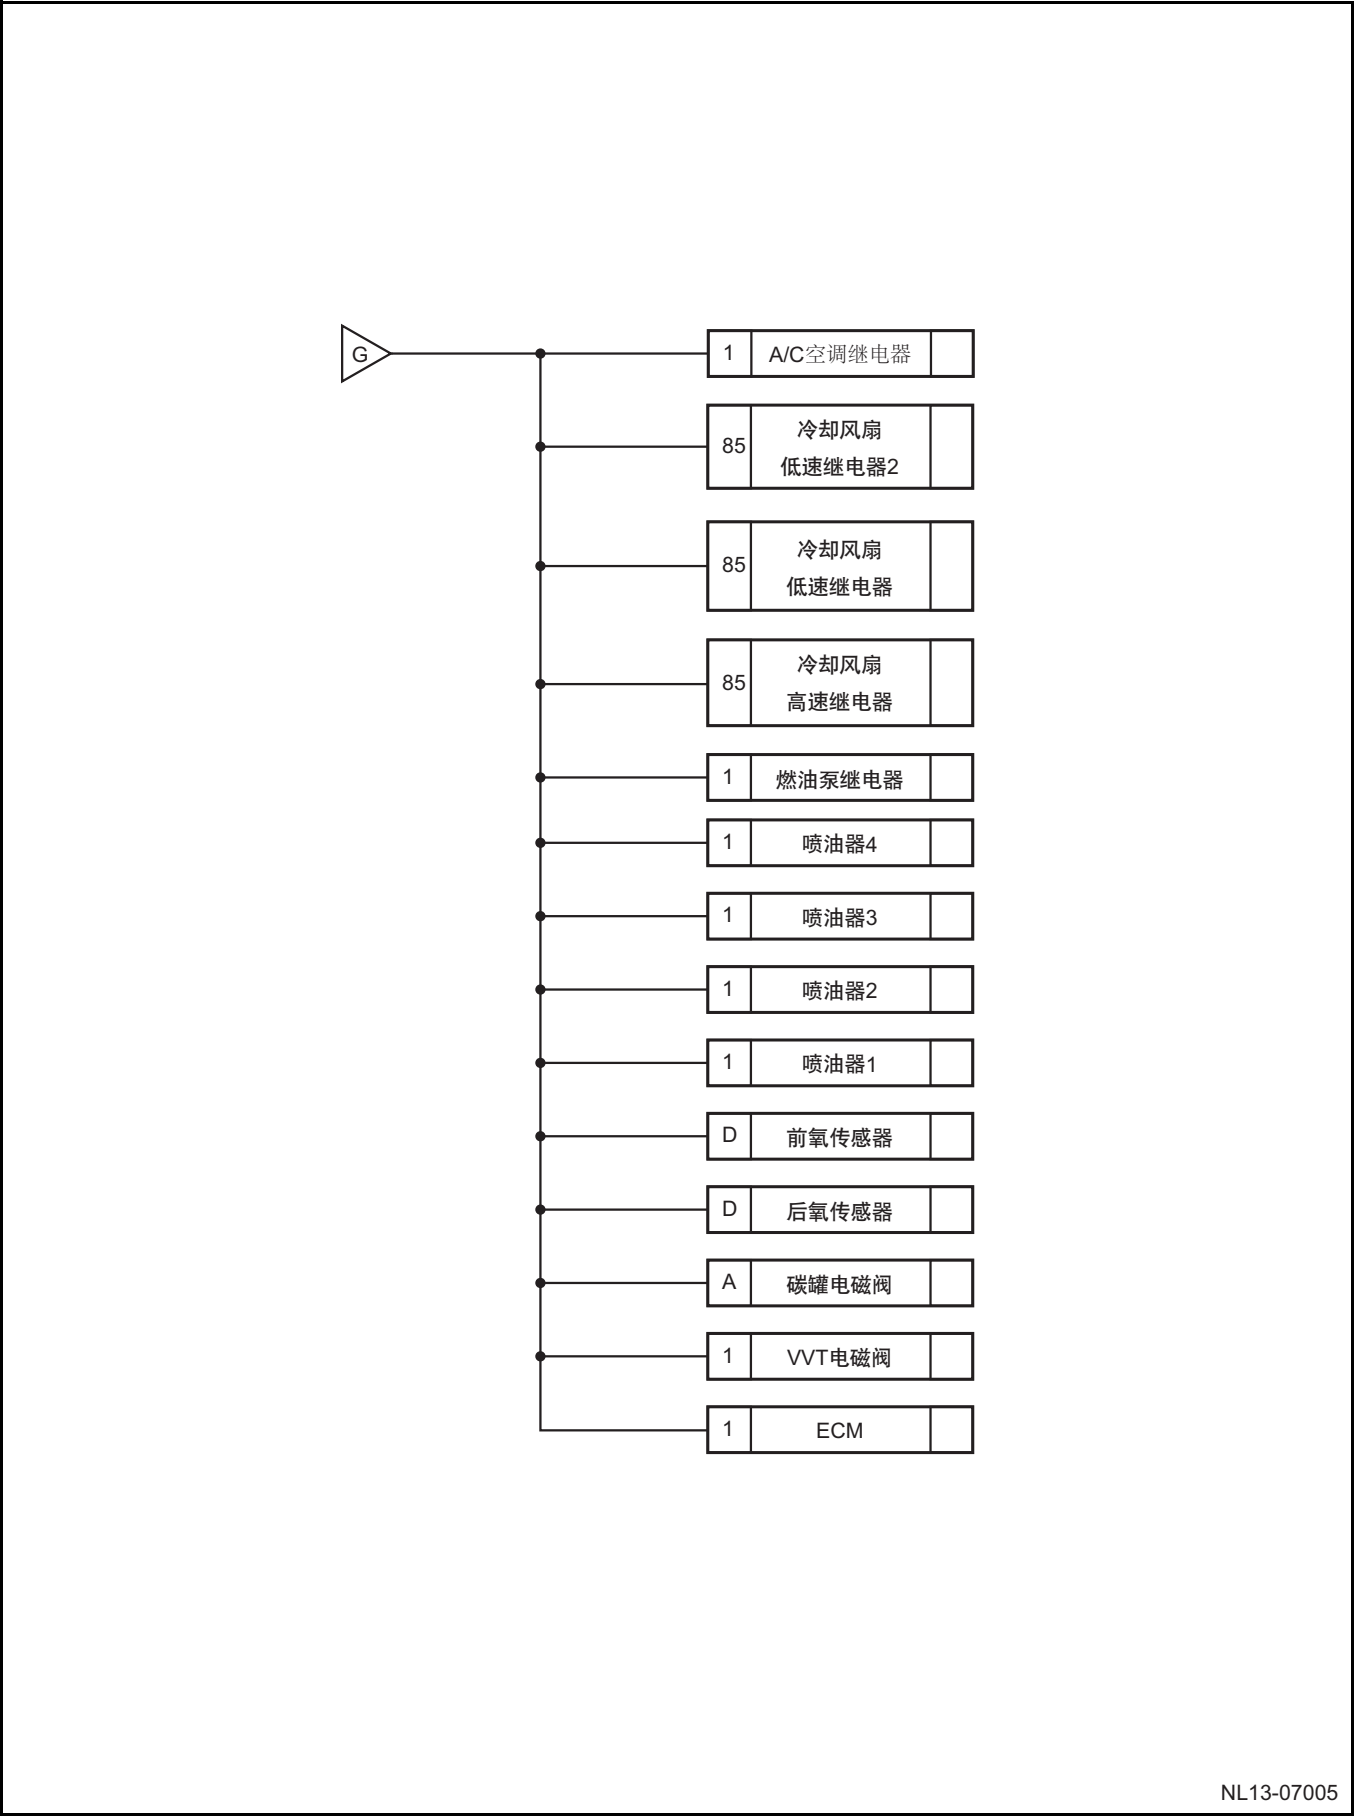 G
1 A/C空调继电器
冷却风扇
85
低速继电器2
冷却风扇
85
低速继电器
冷却风扇
85
高速继电器
1 燃油泵继电器
1 喷油器4
1 喷油器3
1 喷油器2
1 喷油器1
D 前氧传感器
D 后氧传感器
A 碳罐电磁阀
1 VVT电磁阀
1 ECM
NL13-07005